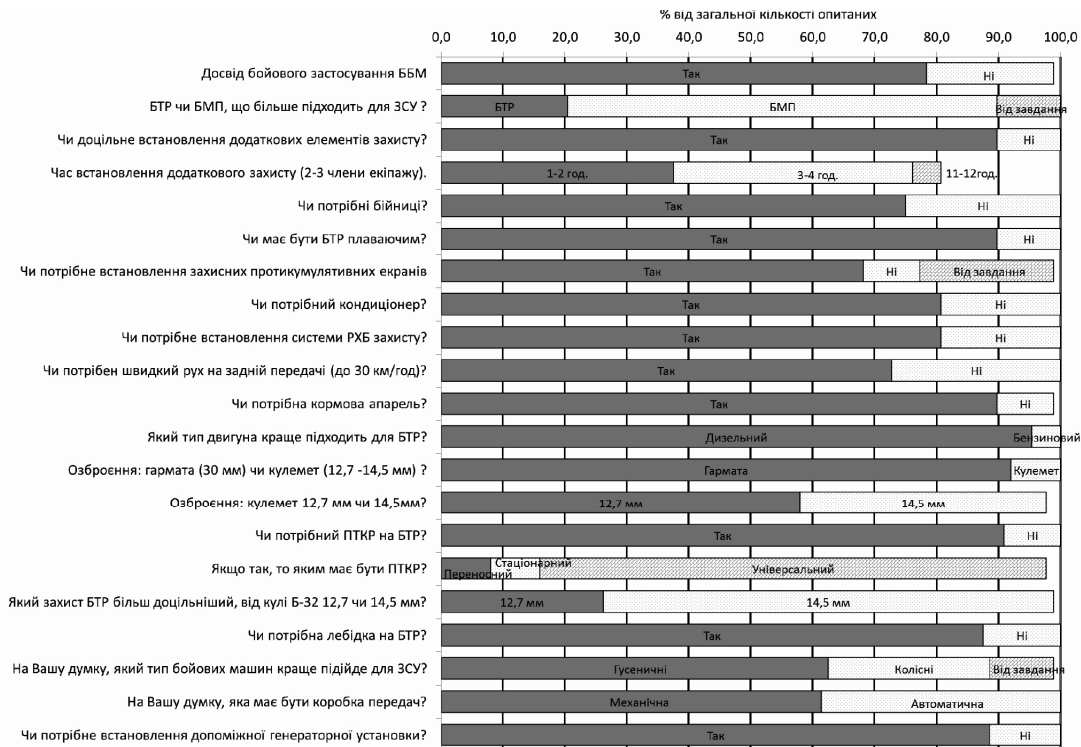 % від загальної кількості опитаних
0,0 10,0 20,0 30,0 40,0 50,0 60,0 70,0 80,0 90,0 100,0
Досвід бойового застосування ББМ Так Ні
БТР чи БМП, що більше підходить для ЗСУ ? БТР БМП Від завдання
Чи доцільне встановлення додаткових елементів захисту? Так Ні
Час встановлення додаткового захисту (2-3 члени екіпажу). 1-2 год. 3-4 год. 11-12год.
Чи потрібні бійниці? Так Ні
Чи має бути БТР плаваючим? Так Ні
Чи потрібне встановлення захисних протикумулятивних екранів Так Ні Від завдання
Чи потрібний кондиціонер? Так Ні
Чи потрібне встановлення системи РХБ захисту? Так Ні
Чи потрібен швидкий рух на задній передачі (до 30 км/год)? Так Ні
Чи потрібна кормова апарель? Так Ні
Який тип двигуна краще підходить для БТР? Дизельний Бензиновий
Озброєння: гармата (30 мм) чи кулемет (12,7 -14,5 мм) ? Гармата Кулемет
Озброєння: кулемет 12,7 мм чи 14,5мм? 12,7 мм 14,5 мм
Чи потрібний ПТКР на БТР? Так Ні
Якщо так, то яким має бути ПТКР? Переносний Стаціонарний Універсальний
Який захист БТР більш доцільніший, від кулі Б-32 12,7 чи 14,5 мм? 12,7 мм 14,5 мм
Чи потрібна лебідка на БТР? Так Ні
На Вашу думку, який тип бойових машин краще підійде для ЗСУ? Гусеничні Колісні Від завдання
На Вашу думку, яка має бути коробка передач? Механічна Автоматична
Чи потрібне встановлення допоміжної генераторної установки? Так Ні